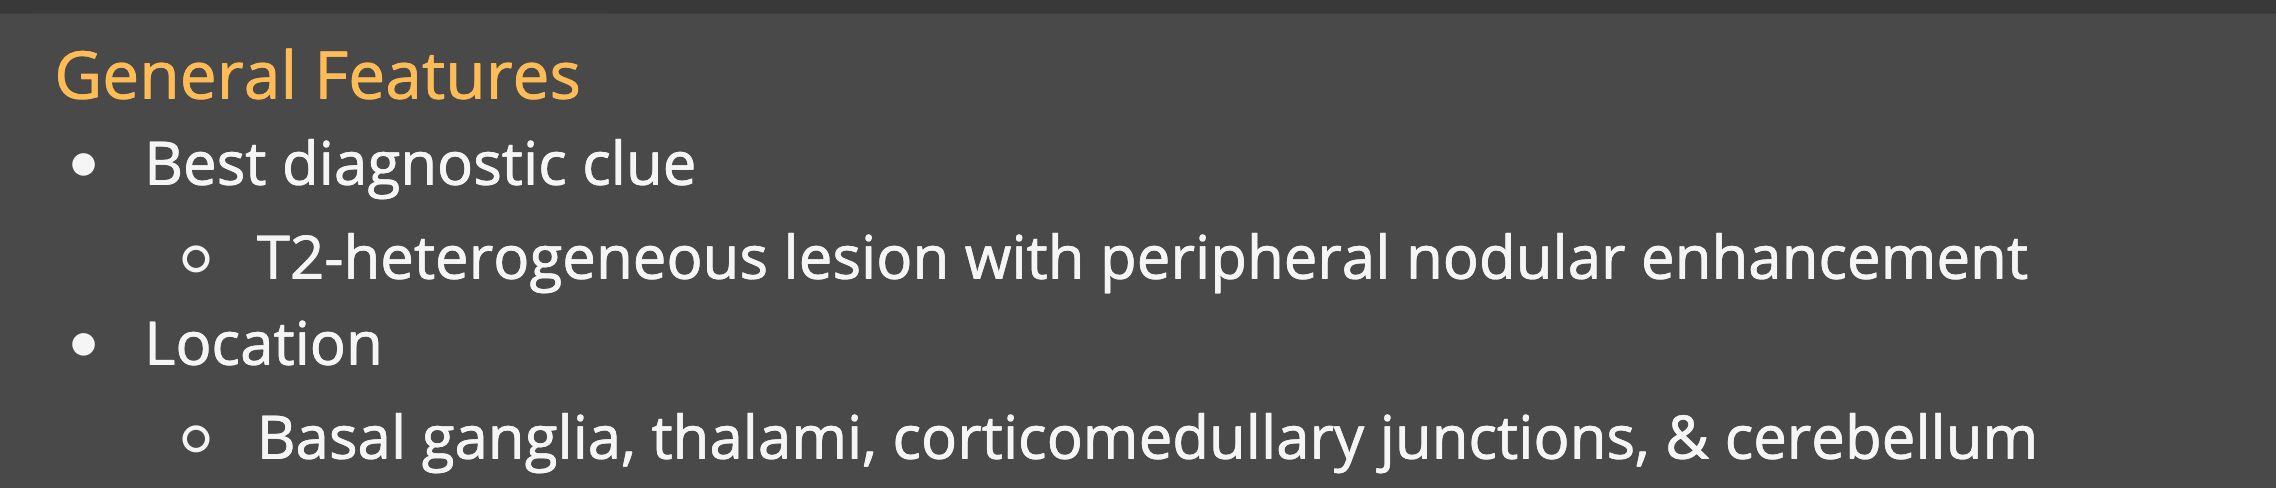 General Features
• Best diagnostic clue
○ T2-heterogeneous lesion with peripheral nodular enhancement
• Location
○ Basal ganglia, thalami, corticomedullary junctions, & cerebellum